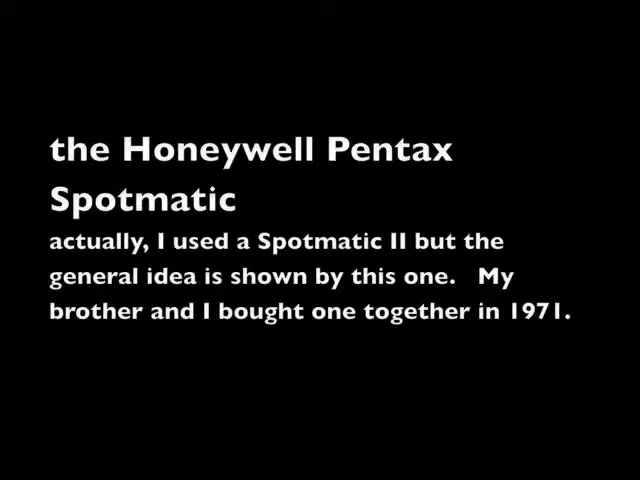 the Honeywell Pentax
Spotmatic
actually, I used a Spotmatic II but the
general idea is shown by this one.   My
brother and I bought one together in 1971.